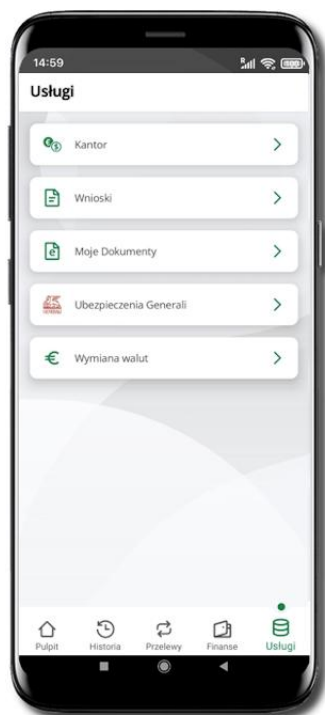 14:59
Usługi
Kantor
Wnioski
Moje Dokumenty
Ubezpieczenia Generali
Wymiana walut
Pulpit
Historia
Przelewy
Finanse
Usługi